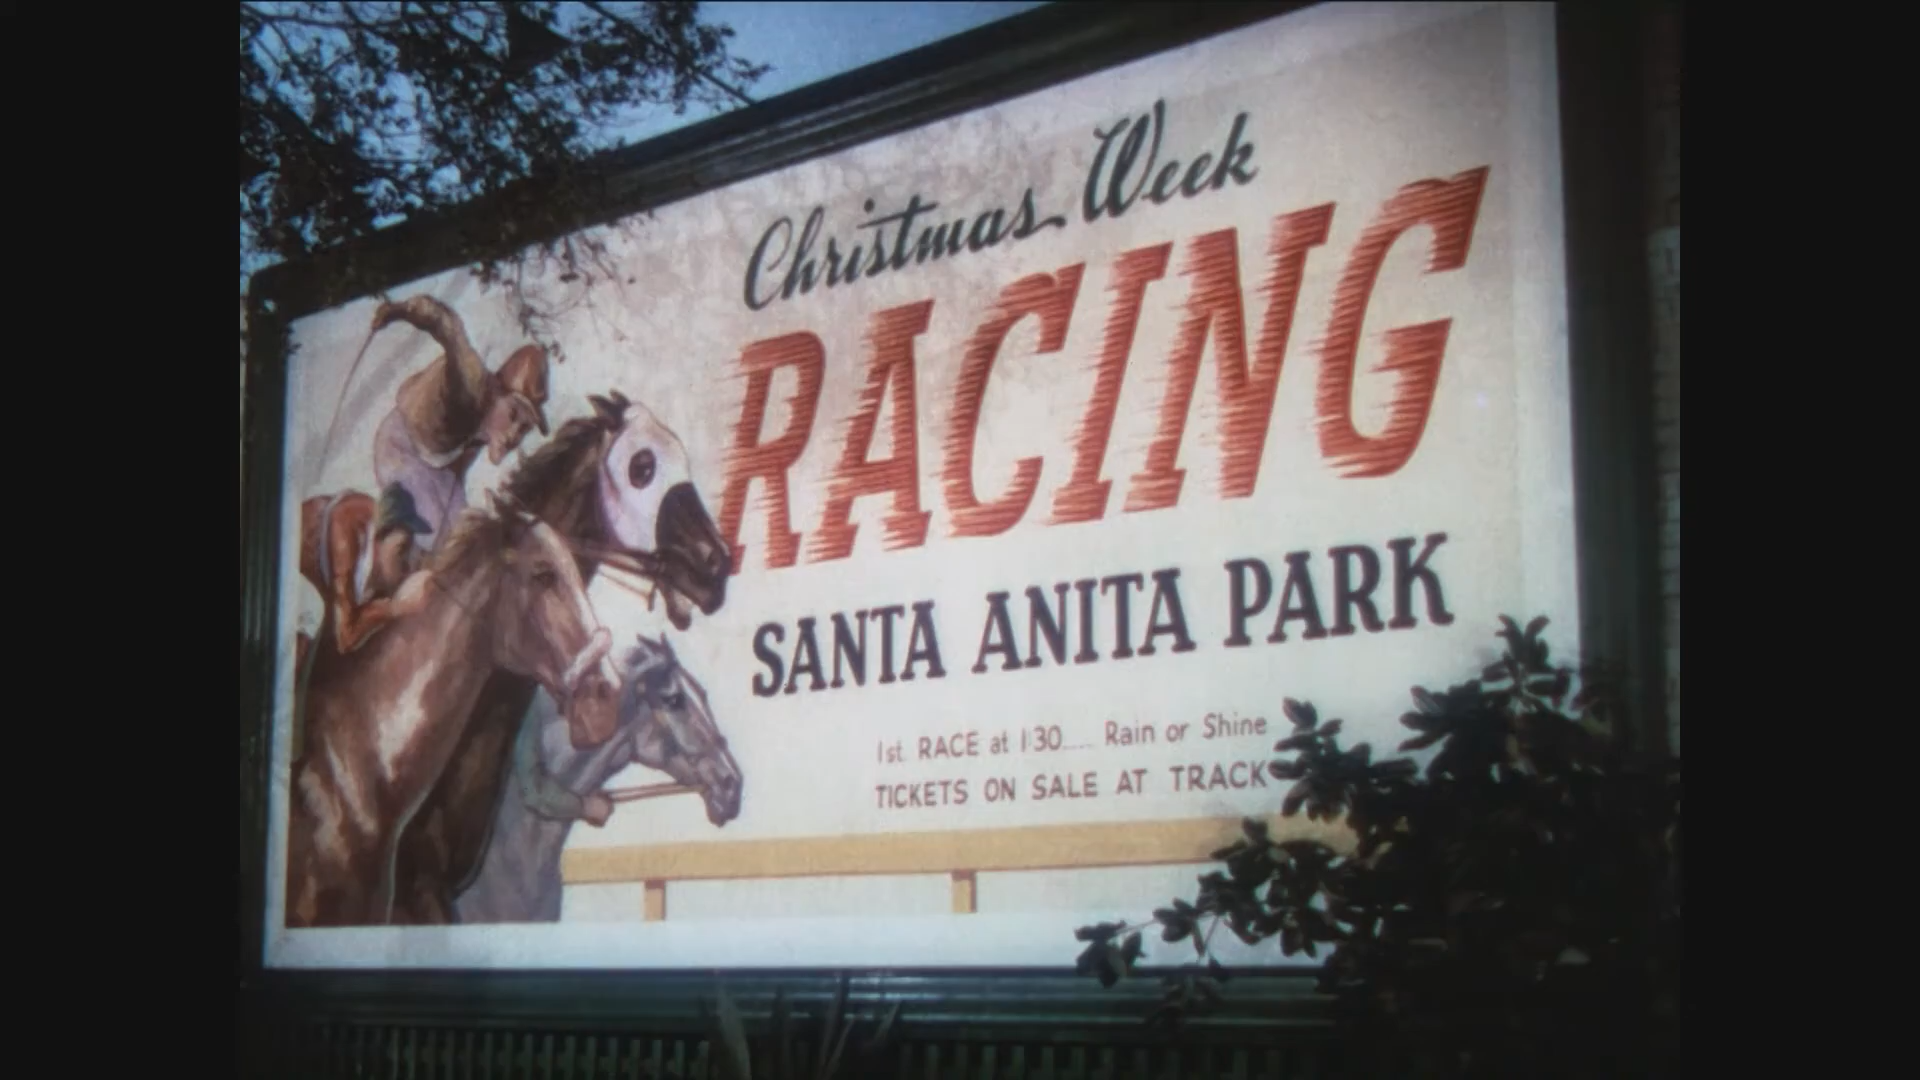 Christmas Week
RACING
SANTA ANITA PARK
1st. RACE at 1:30.... Rain or Shine
TICKETS ON SALE AT TRACK